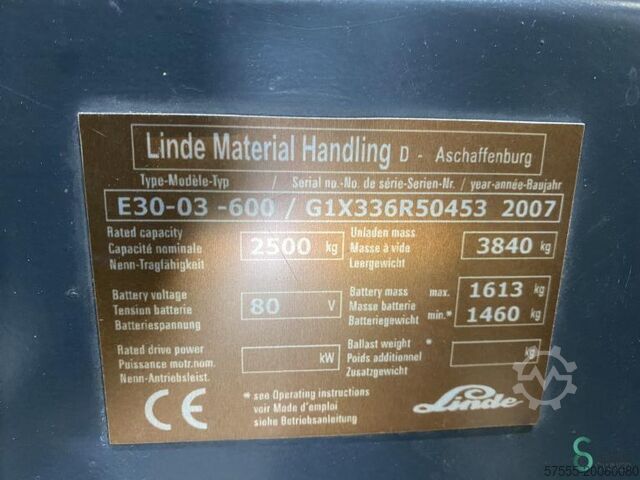 Linde Material Handling D - Aschaffenburg
Type-Modèle-Typ / Serial no.-No. de série-Serien-Nr. / year-année-Baujahr
E30-03 -600 / G1X336R50453 2007
Rated capacity
Capacité nominale
Nenn-Tragfähigkeit
2500 kg
Unladen mass
Masse à vide
Leergewicht
3840 kg
Battery voltage
Tension batterie
Batteriespannung
80 V
Battery mass max.
Masse batterie
Batteriegewicht min.*
1613 kg
1460 kg
Rated drive power
Puissance motr.nom.
Nenn-Antriebsleist.
kW
Ballast weight *
Poids additionnel
Zusatzgewicht
kg
CE
* see Operating instructions
voir Mode d'emploi
siehe Betriebsanleitung
Linde
57555-20060080